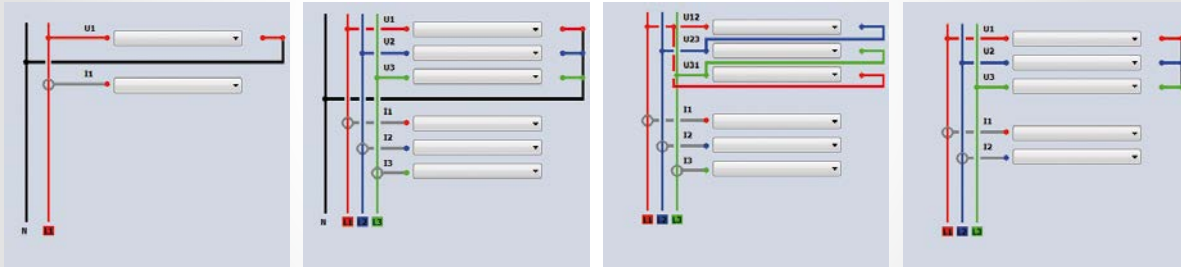 U1
I1
N L1
U1
U2
U3
I1
I2
I3
N L1 L2 L3
U12
U23
U31
I1
I2
I3
L1 L2 L3
U1
U2
U3
I1
I2
L1 L2 L3